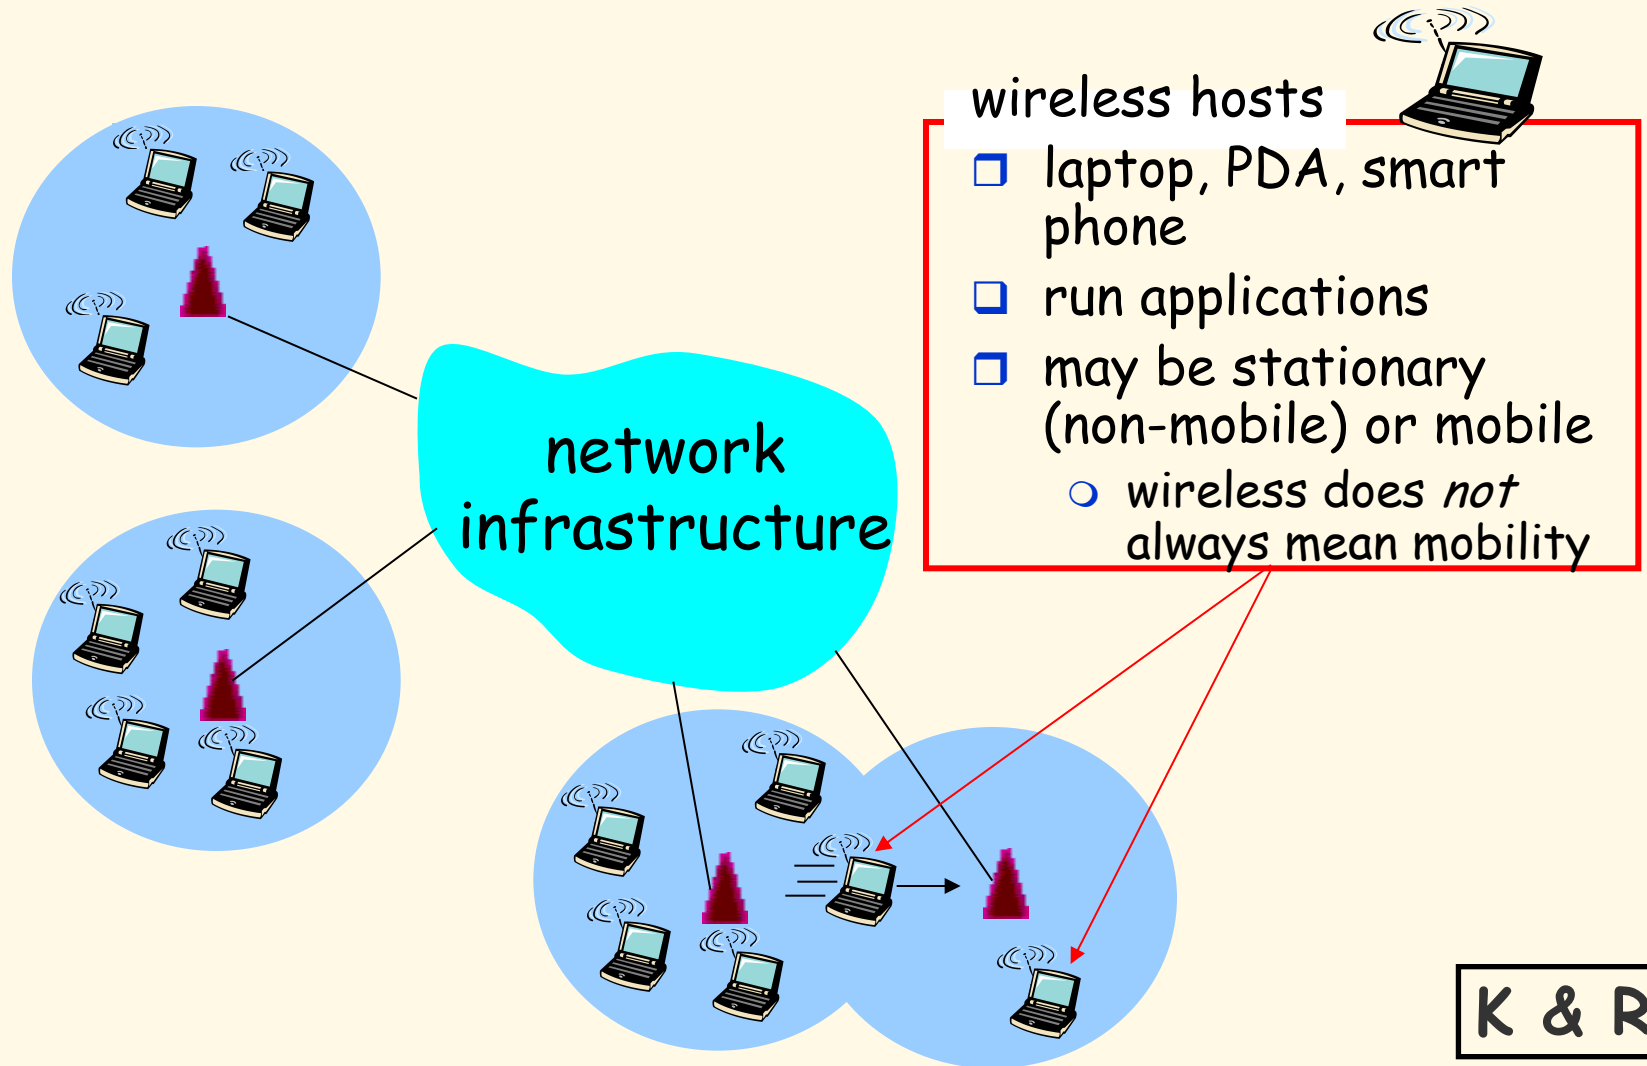 wireless hosts
laptop, PDA, smart
phone
run applications
may be stationary
(non-mobile) or mobile
wireless does not
always mean mobility
network
infrastructure
K & R